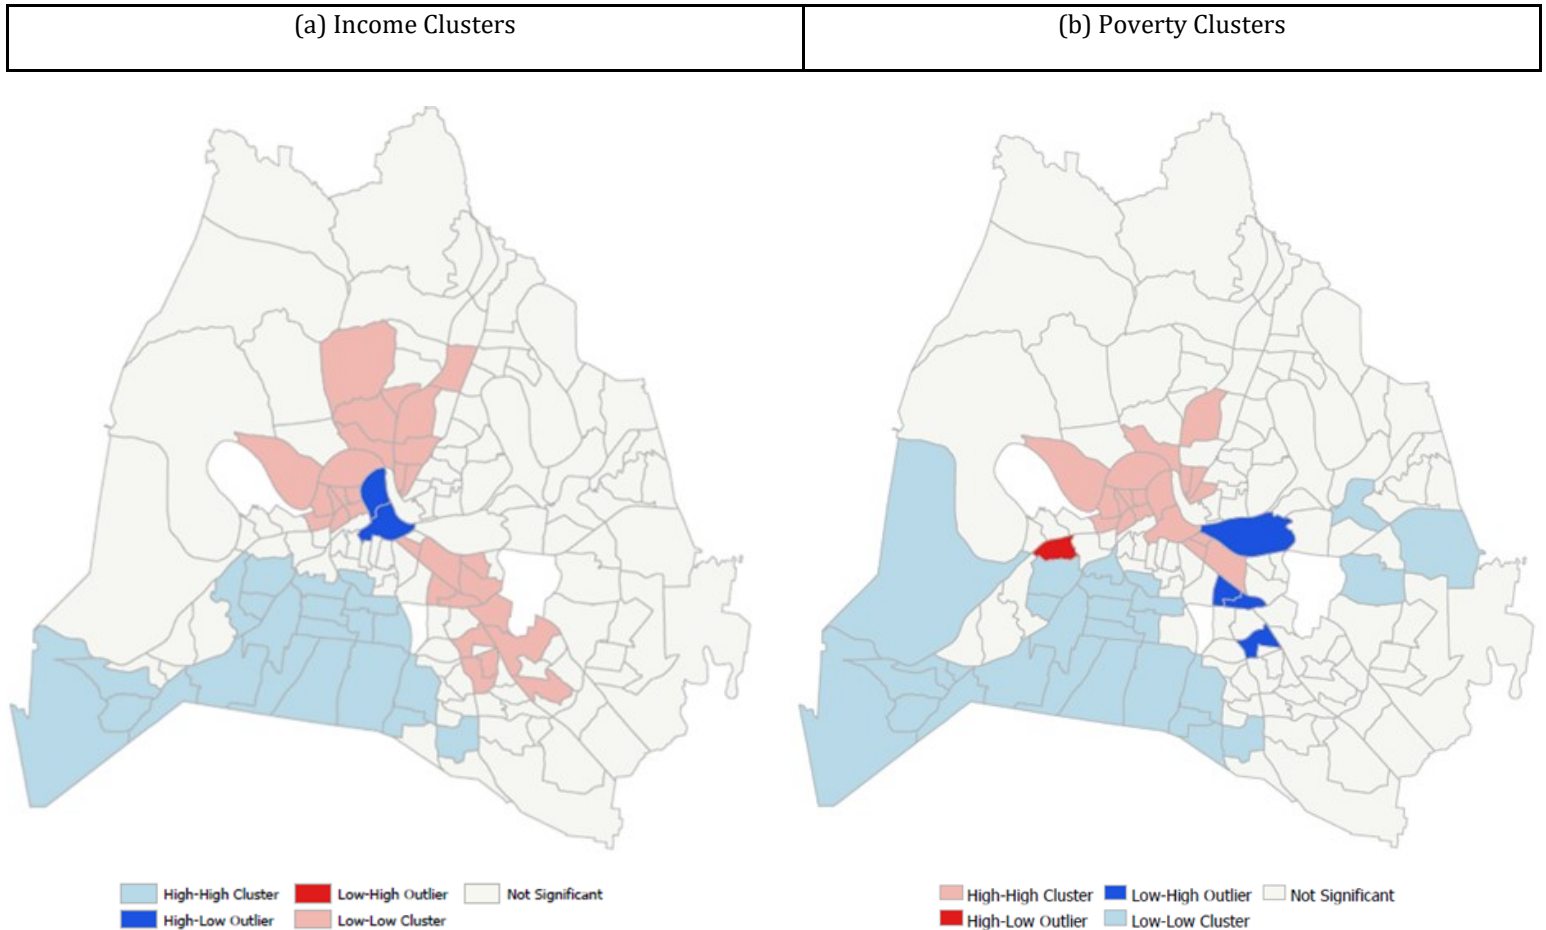 (a) Income Clusters
(b) Poverty Clusters
High-High Cluster
Low-High Outlier
Not Significant
High-Low Outlier
Low-Low Cluster
High-High Cluster
Low-High Outlier
Not Significant
High-Low Outlier
Low-Low Cluster